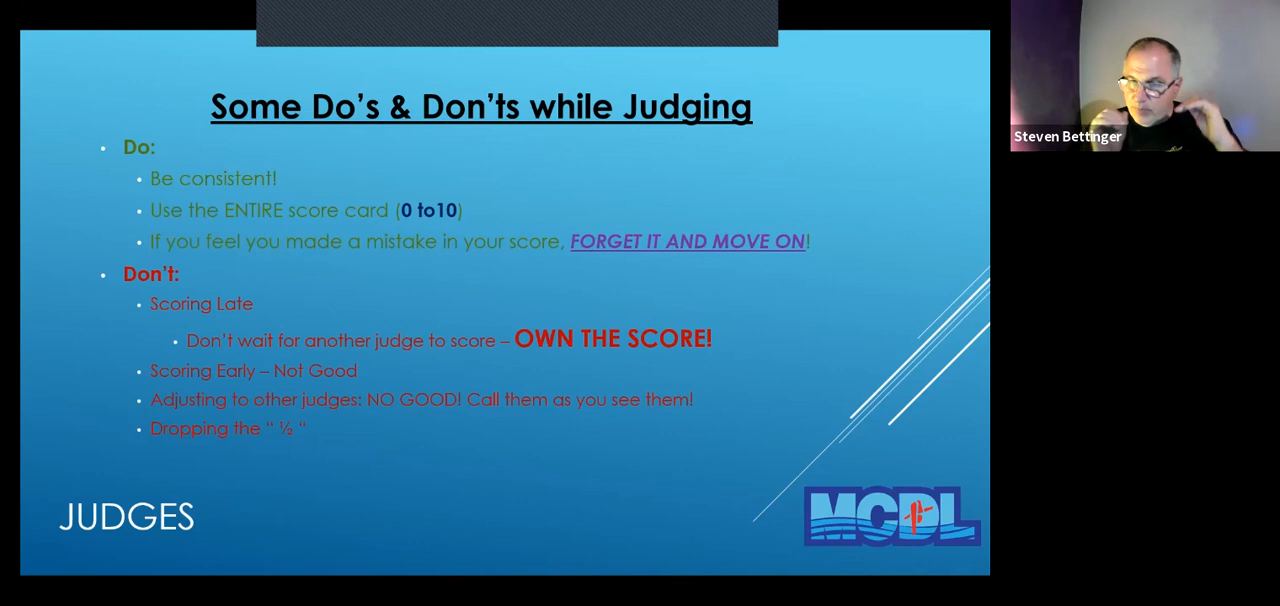 Some Do's & Don'ts while Judging
Do:
Be consistent!
Use the ENTIRE score card (0 to10)
If you feel you made a mistake in your score, FORGET IT AND MOVE ON!
Don't:
Scoring Late
Don't wait for another judge to score – OWN THE SCORE!
Scoring Early – Not Good
Adjusting to other judges: NO GOOD! Call them as you see them!
Dropping the “ ½ “
JUDGES
MCDL
Steven Bettinger